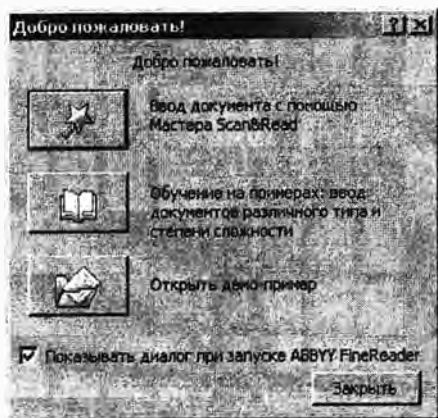 Добро пожаловать!
Добро пожаловать!
Ввод документа с помощью
Мастера Scan&Read
Обучение на примерах: ввод
документов различного типа и
степени сложности
Открыть демо-пример
Показывать диалог при запуске ABBYY FineReader
Закрыть